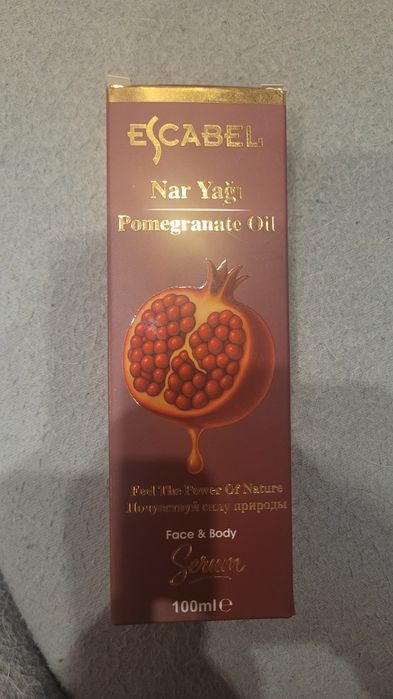 ESCABEL
Nar Yağı
Pomegranate Oil
Feel The Power Of Nature
Почувствуй силу природы
Face & Body
Serum
100ml e